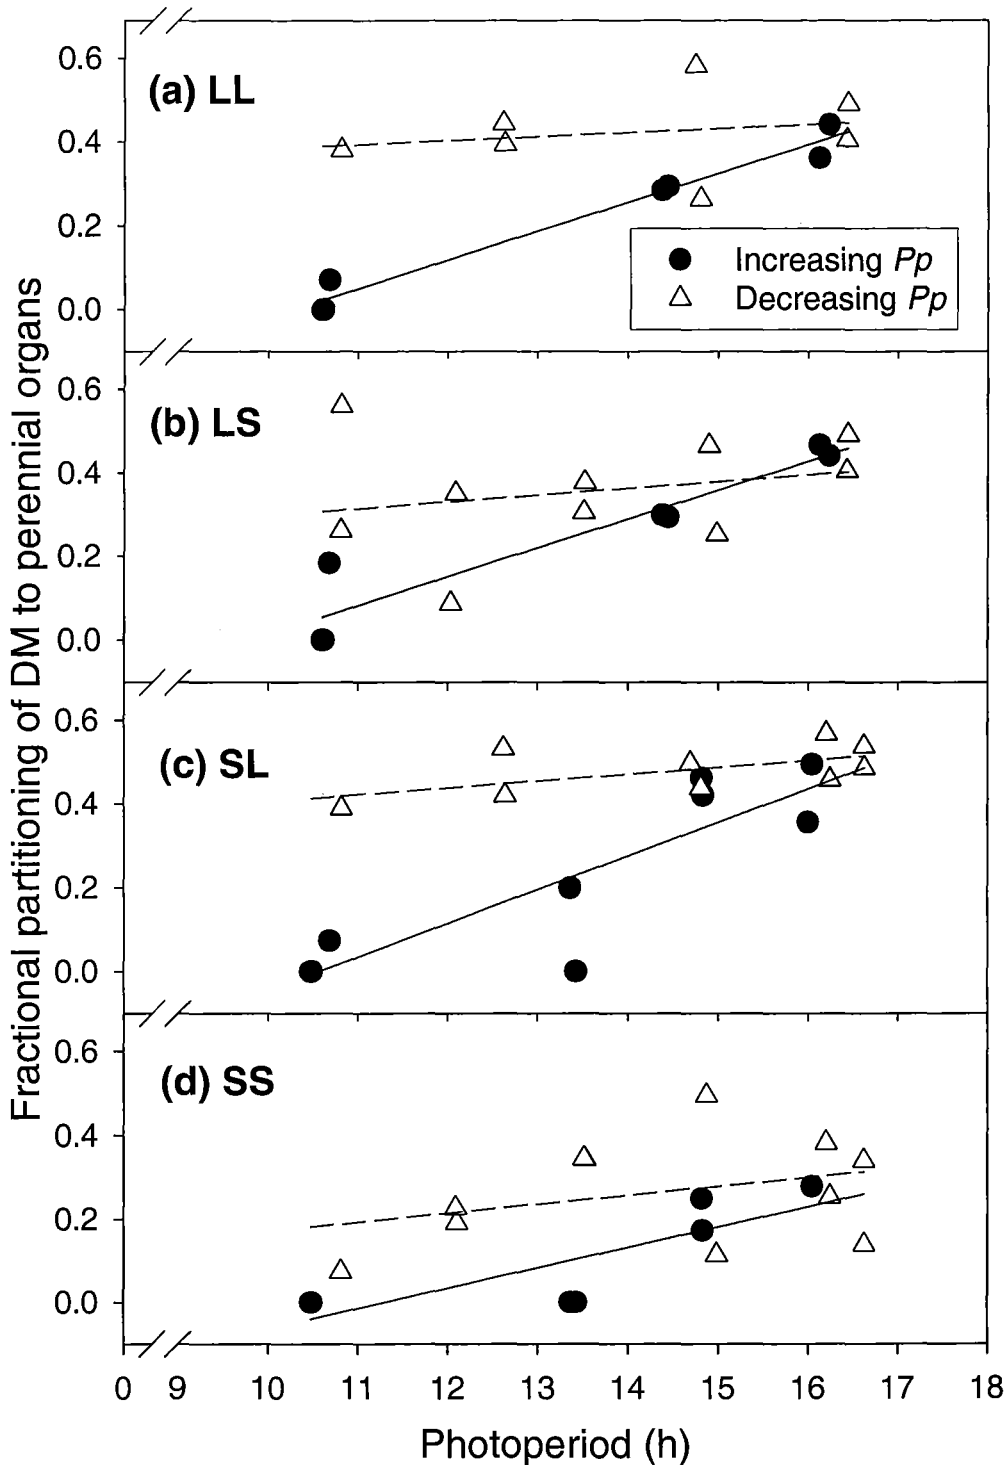 Fractional partitioning of DM to perennial organs
0.6
0.4
0.2
0.0
(a) LL
Increasing Pp
Decreasing Pp
0.6
0.4
0.2
0.0
(b) LS
0.6
0.4
0.2
0.0
(c) SL
0.6
0.4
0.2
0.0
(d) SS
0 9 10 11 12 13 14 15 16 17 18
Photoperiod (h)